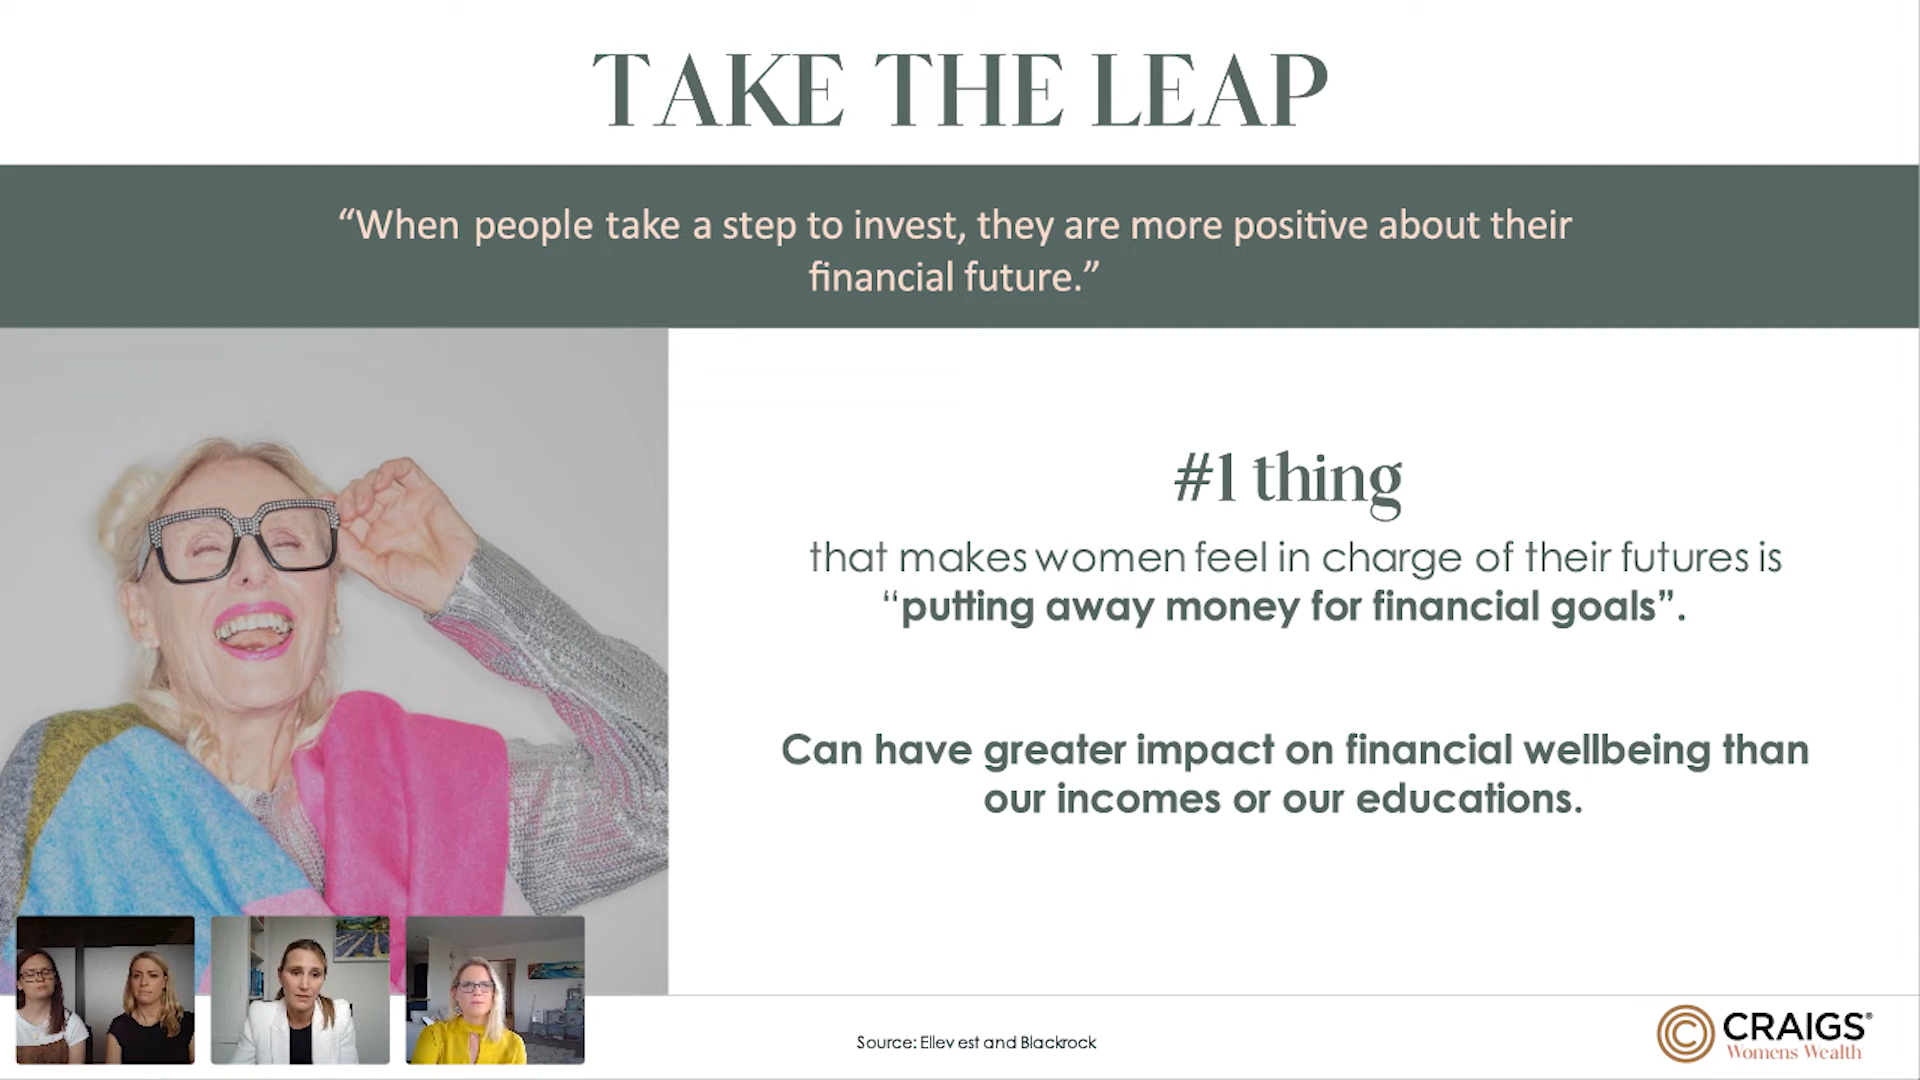 TAKE THE LEAP
“When people take a step to invest, they are more positive about their
financial future.”
#1 thing
that makes women feel in charge of their futures is
“putting away money for financial goals”.
Can have greater impact on financial wellbeing than
our incomes or our educations.
Source: Ellevest and Blackrock
CRAIGS®
Womens Wealth